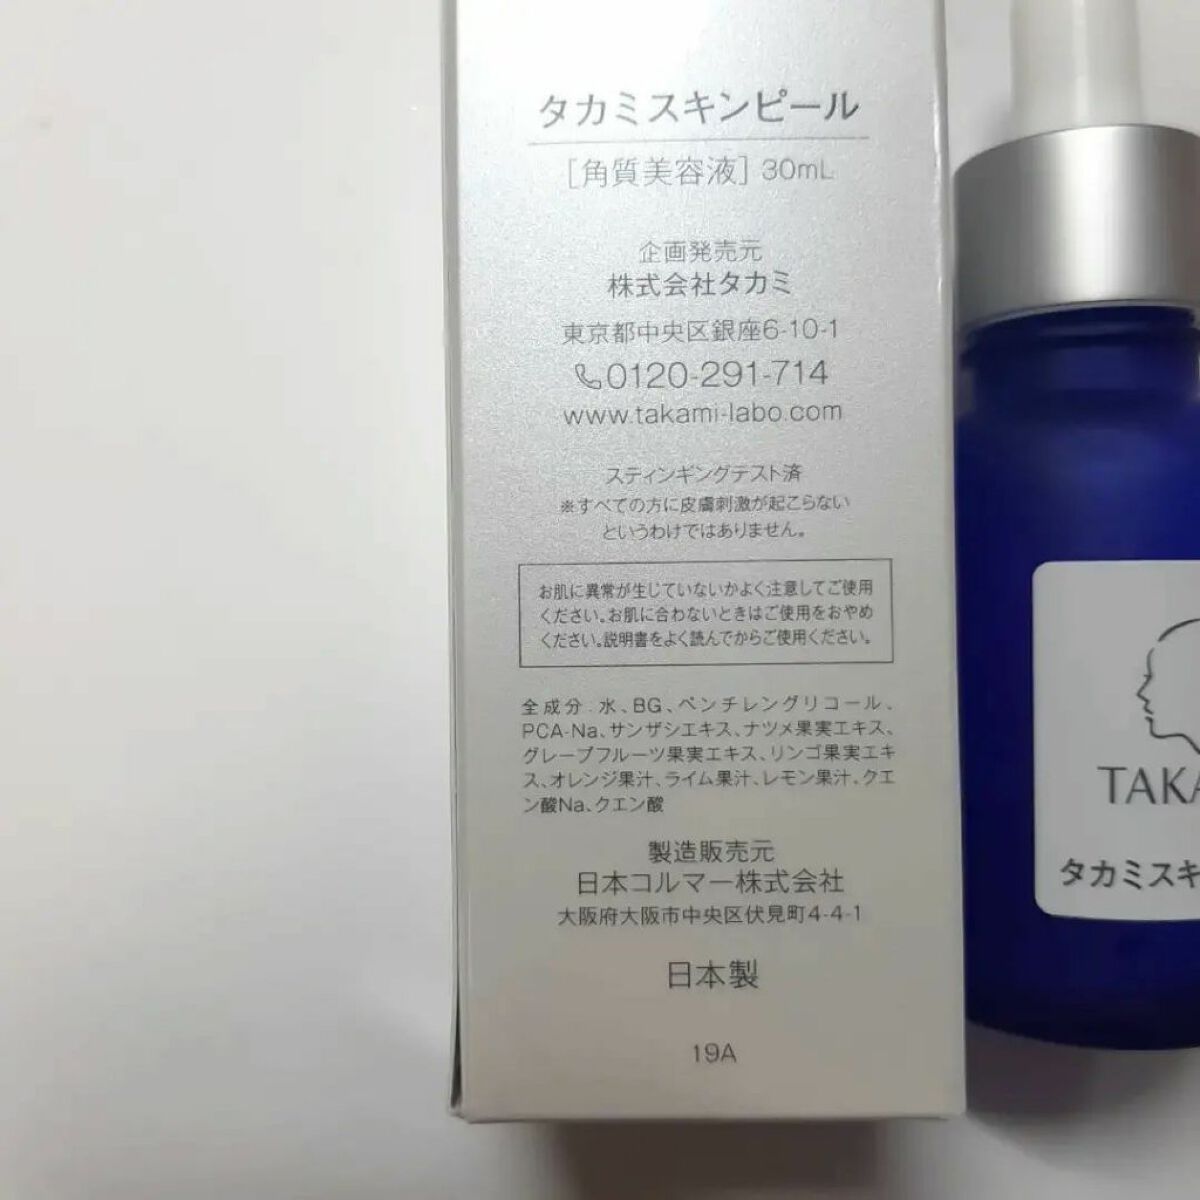 タカミスキンピール
[角質美容液] 30mL
企画発売元
株式会社タカミ
東京都中央区銀座6-10-1
0120-291-714
www.takami-labo.com
スティンギングテスト済
※すべての方に皮膚刺激が起こらない
というわけではありません。
お肌に異常が生じていないかよく注意してご使用
ください。お肌に合わないときはご使用をおやめ
ください。説明書をよく読んでからご使用ください。
全成分:水、BG、ペンチレングリコール、
PCA-Na、サンザシエキス、ナツメ果実エキス、
グレープフルーツ果実エキス、リンゴ果実エキ
ス、オレンジ果汁、ライム果汁、レモン果汁、クエ
ン酸Na、クエン酸
製造販売元
日本コルマー株式会社
大阪府大阪市中央区伏見町4-4-1
日本製
19A
TAKA
タカミスキ